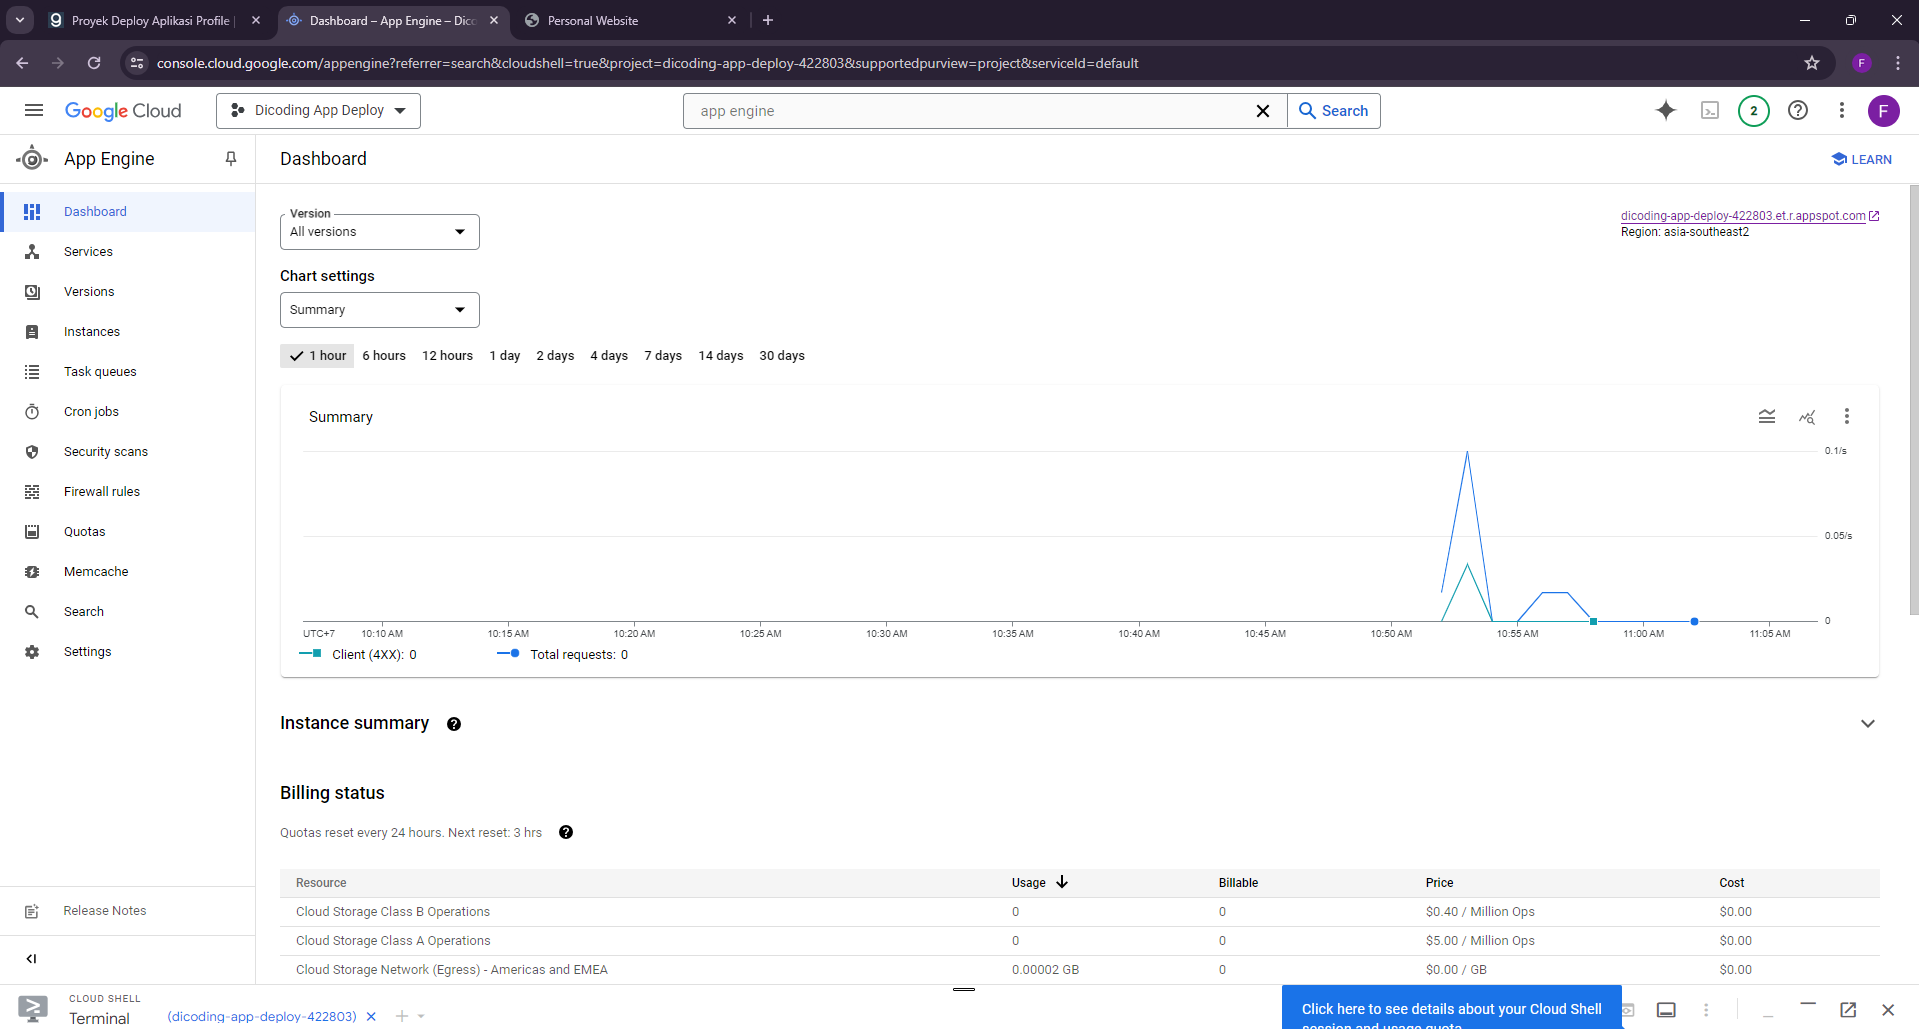 Proyek Deploy Aplikasi Profile
Dashboard – App Engine – Dico
Personal Website
console.cloud.google.com/appengine?referrer=search&cloudshell=true&project=dicoding-app-deploy-422803&supportedpurview=project&serviceId=default
F
Google Cloud
Dicoding App Deploy
app engine
Search
2
F
App Engine
Dashboard
LEARN
Dashboard
Services
Versions
Instances
Task queues
Cron jobs
Security scans
Firewall rules
Quotas
Memcache
Search
Settings
Release Notes
Version
All versions
dicoding-app-deploy-422803.et.r.appspot.com
Region: asia-southeast2
Chart settings
Summary
1 hour 6 hours 12 hours 1 day 2 days 4 days 7 days 14 days 30 days
Summary
0.1/s
0.05/s
0
UTC+7 10:10 AM 10:15 AM 10:20 AM 10:25 AM 10:30 AM 10:35 AM 10:40 AM 10:45 AM 10:50 AM 10:55 AM 11:00 AM 11:05 AM
Client (4XX): 0 Total requests: 0
Instance summary
Billing status
Quotas reset every 24 hours. Next reset: 3 hrs
Resource Usage Billable Price Cost
Cloud Storage Class B Operations 0 0 $0.40 / Million Ops $0.00
Cloud Storage Class A Operations 0 0 $5.00 / Million Ops $0.00
Cloud Storage Network (Egress) - Americas and EMEA 0.00002 GB 0 $0.00 / GB $0.00
CLOUD SHELL
Terminal
(dicoding-app-deploy-422803)
Click here to see details about your Cloud Shell
session and usage quota